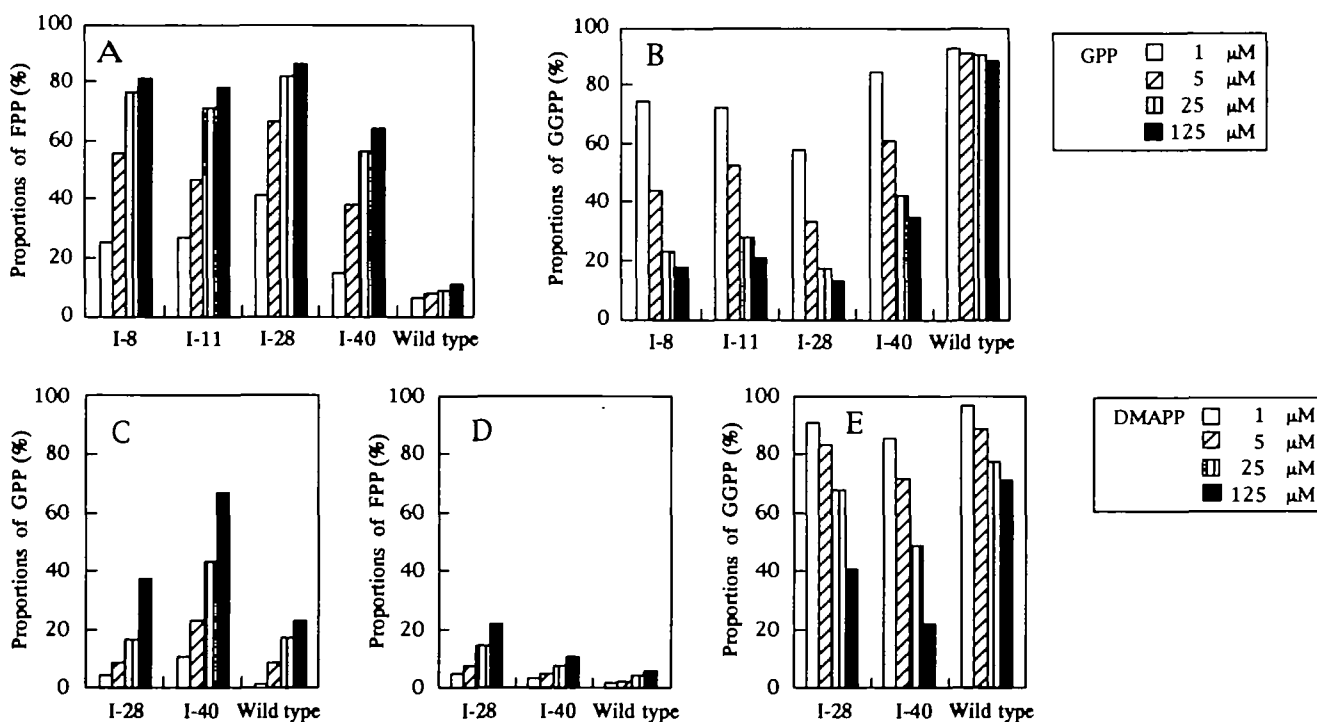 A
Proportions of FPP (%)
100
80
60
40
20
0
I-8 I-11 I-28 I-40 Wild type
B
Proportions of GGPP (%)
100
80
60
40
20
0
I-8 I-11 I-28 I-40 Wild type
GPP 1 μM
5 μM
25 μM
125 μM
C
Proportions of GPP (%)
100
80
60
40
20
0
I-28 I-40 Wild type
D
Proportions of FPP (%)
100
80
60
40
20
0
I-28 I-40 Wild type
E
Proportions of GGPP (%)
100
80
60
40
20
0
I-28 I-40 Wild type
DMAPP 1 μM
5 μM
25 μM
125 μM